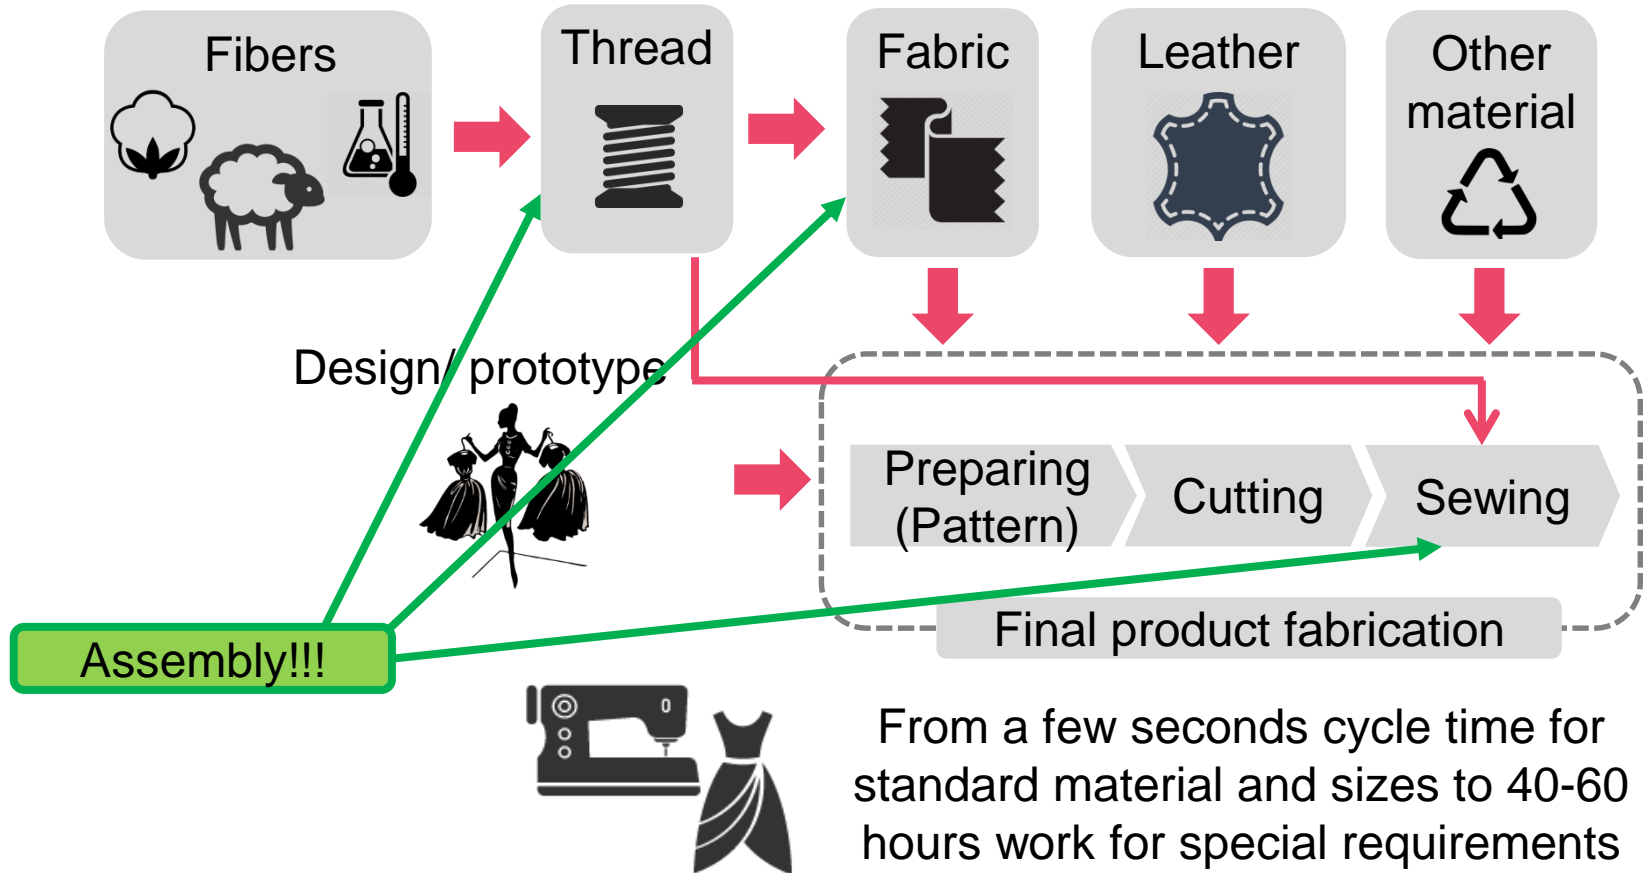 Fibers
Thread
Fabric
Leather
Other
material
Design/ prototype
Preparing
(Pattern)
Cutting
Sewing
Final product fabrication
Assembly!!!
From a few seconds cycle time for
standard material and sizes to 40-60
hours work for special requirements